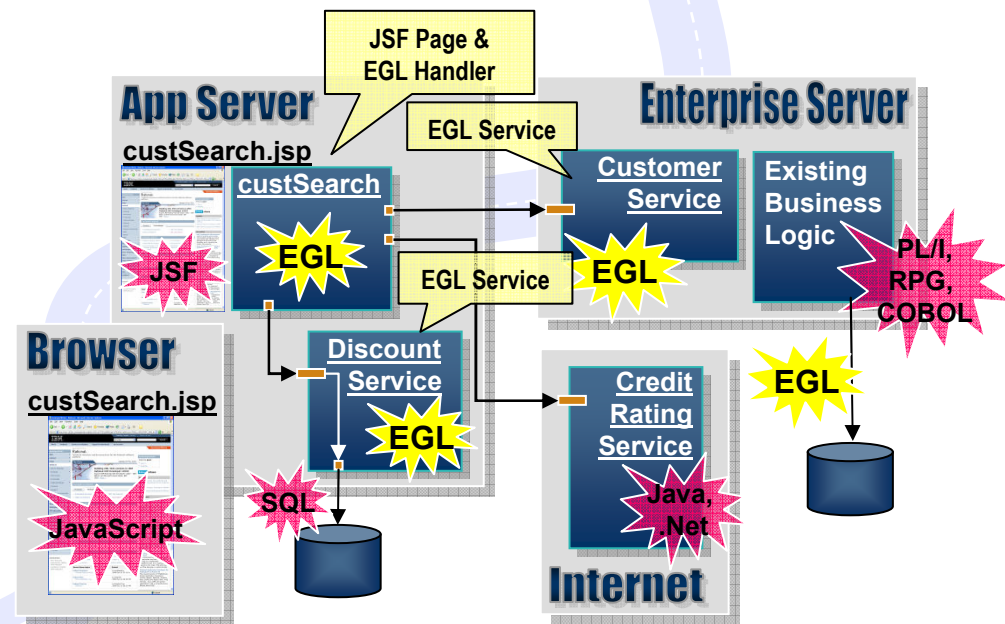 JSF Page &
EGL Handler
App Server
Enterprise Server
EGL Service
custSearch.jsp
custSearch
EGL
JSF
Customer
Service
EGL
Existing
Business
Logic
PL/I,
RPG,
COBOL
EGL Service
Browser
custSearch.jsp
JavaScript
Discount
Service
EGL
SQL
Credit
Rating
Service
Java,
.Net
Internet
EGL